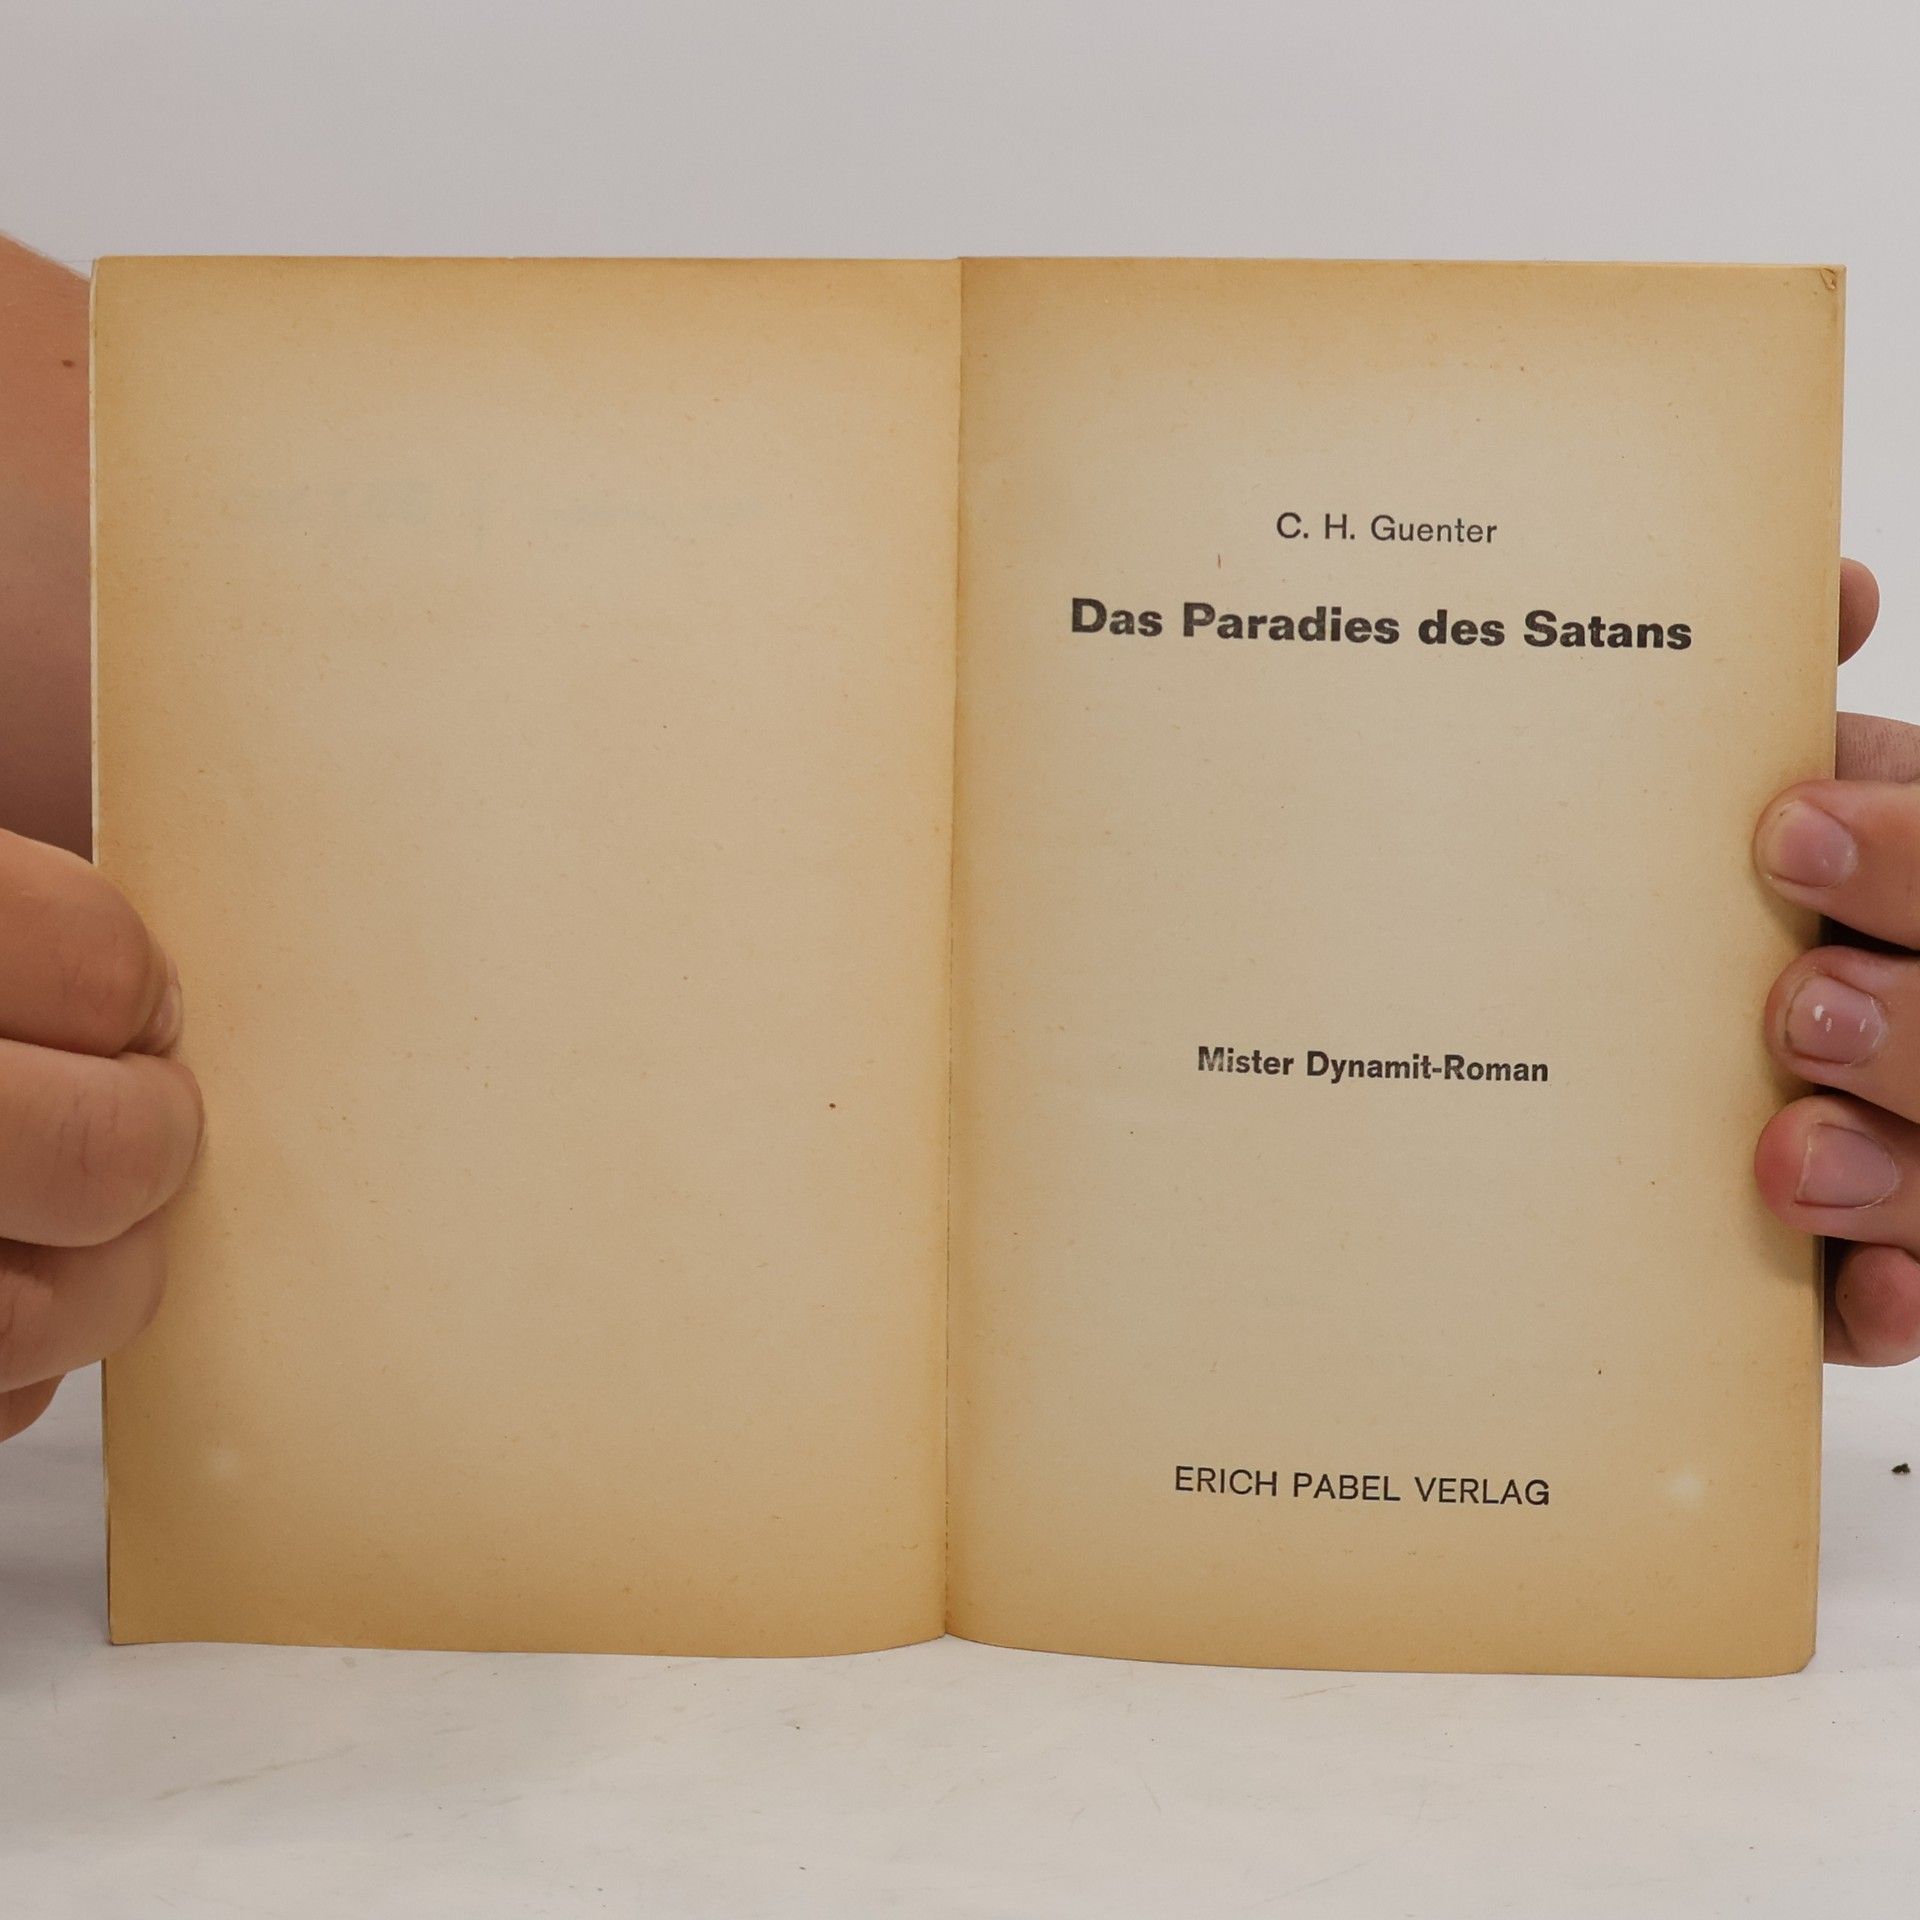 C. H. Guenter
Das Paradies des Satans
Mister Dynamit-Roman
ERICH PABEL VERLAG